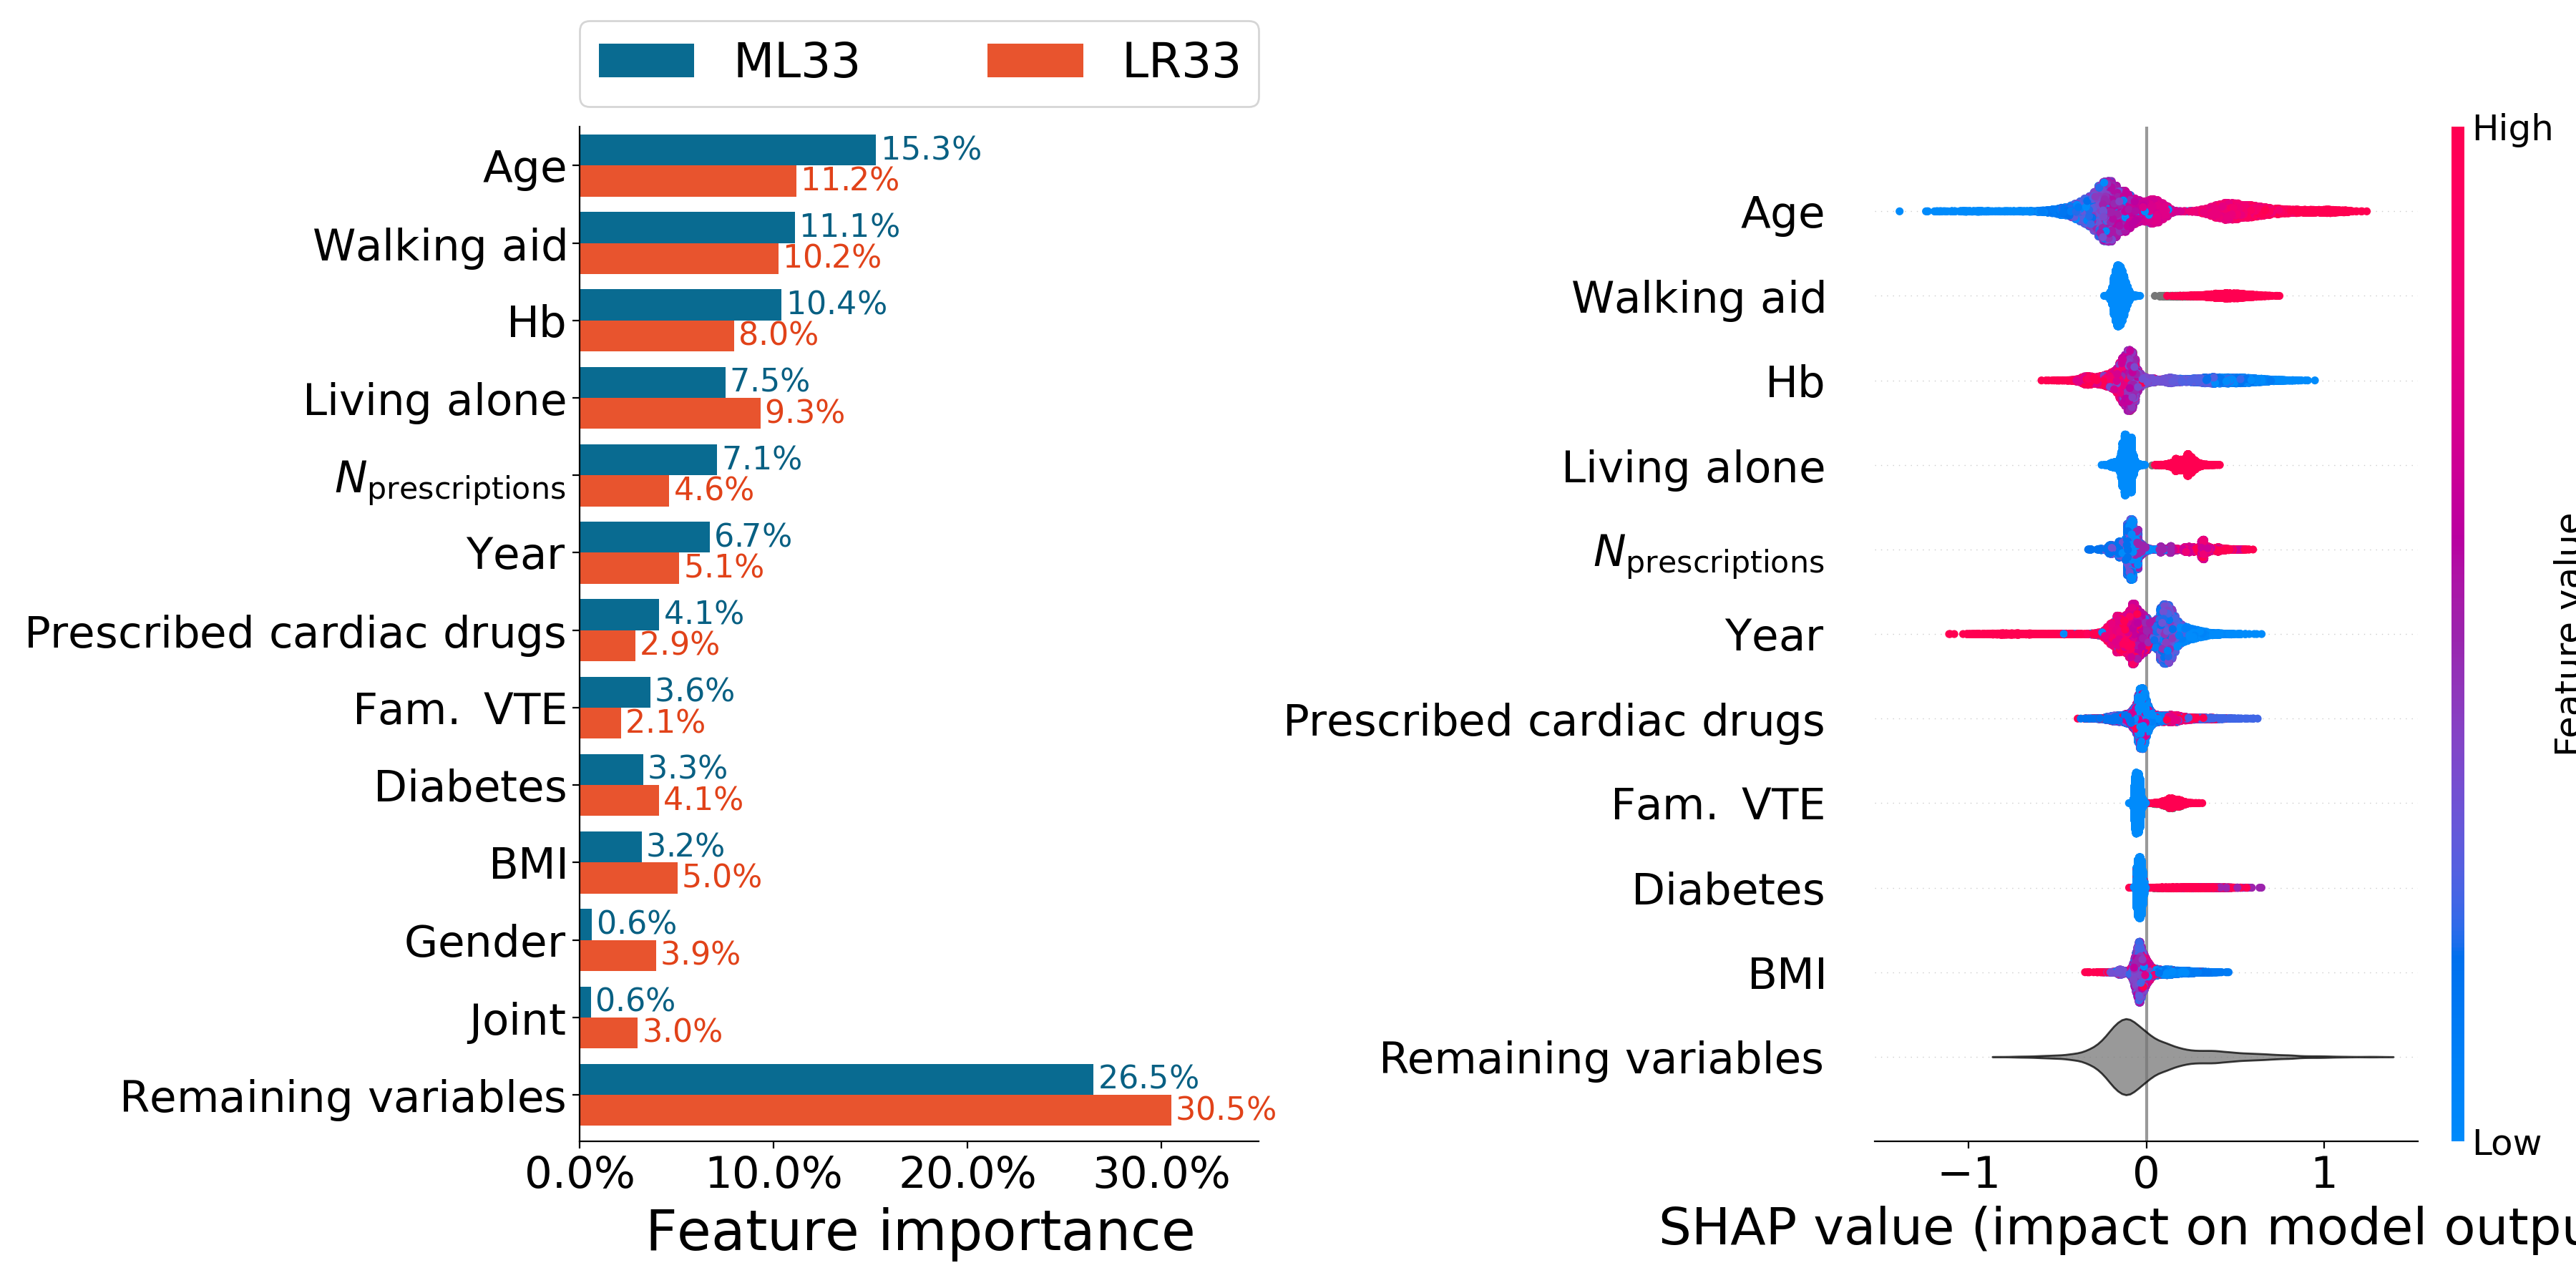 ML33 LR33
Age 15.3%
11.2%
Walking aid 11.1%
10.2%
Hb 10.4%
8.0%
Living alone 7.5%
9.3%
Nprescriptions 7.1%
4.6%
Year 6.7%
5.1%
Prescribed cardiac drugs 4.1%
2.9%
Fam. VTE 3.6%
2.1%
Diabetes 3.3%
4.1%
BMI 3.2%
5.0%
Gender 0.6%
3.9%
Joint 0.6%
3.0%
Remaining variables 26.5%
30.5%
0.0% 10.0% 20.0% 30.0%
Feature importance
High
Age
Walking aid
Hb
Living alone
Nprescriptions
Year
Prescribed cardiac drugs
Fam. VTE
Diabetes
BMI
Remaining variables
Low
Feature value
−1 0 1
SHAP value (impact on model outpu